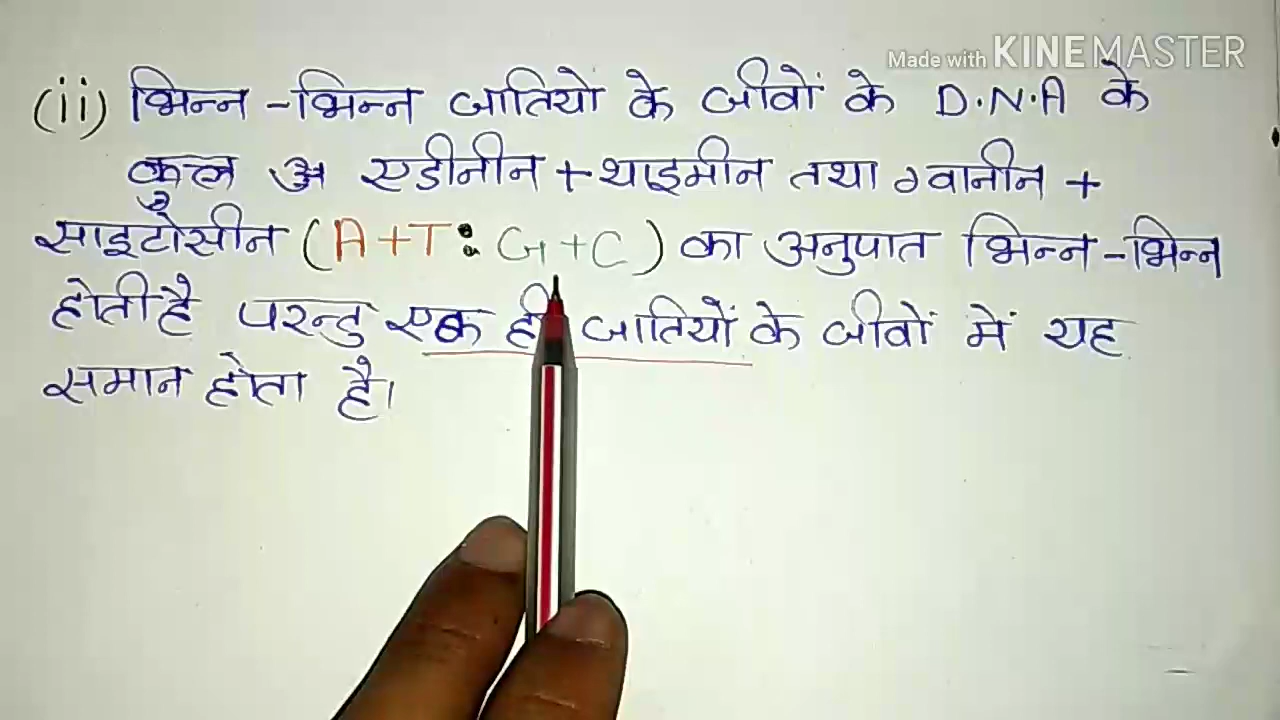 Made with KINEMASTER
(ii) भिन्न-भिन्न जातियो के जीवों के D.N.A के
कुल अ एडीनीन + थाइमीन तथा ग्वानीन +
साइटोसीन (A+T : G+C) का अनुपात भिन्न-भिन्न
होती है परन्तु एक ही जातियों के जीवों में यह
समान होता है।